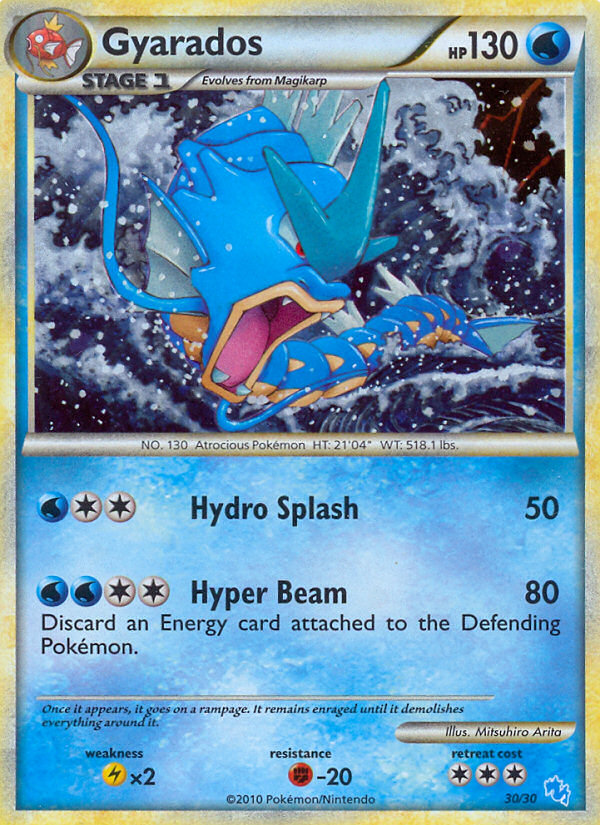 Gyarados
HP130
STAGE 1
Evolves from Magikarp
NO. 130 Atrocious Pokémon HT: 21'04" WT: 518.1 lbs.
Hydro Splash 50
Hyper Beam 80
Discard an Energy card attached to the Defending
Pokémon.
Once it appears, it goes on a rampage. It remains enraged until it demolishes
everything around it.
Illus. Mitsuhiro Arita
weakness resistance retreat cost
×2 -20
©2010 Pokémon/Nintendo 30/30